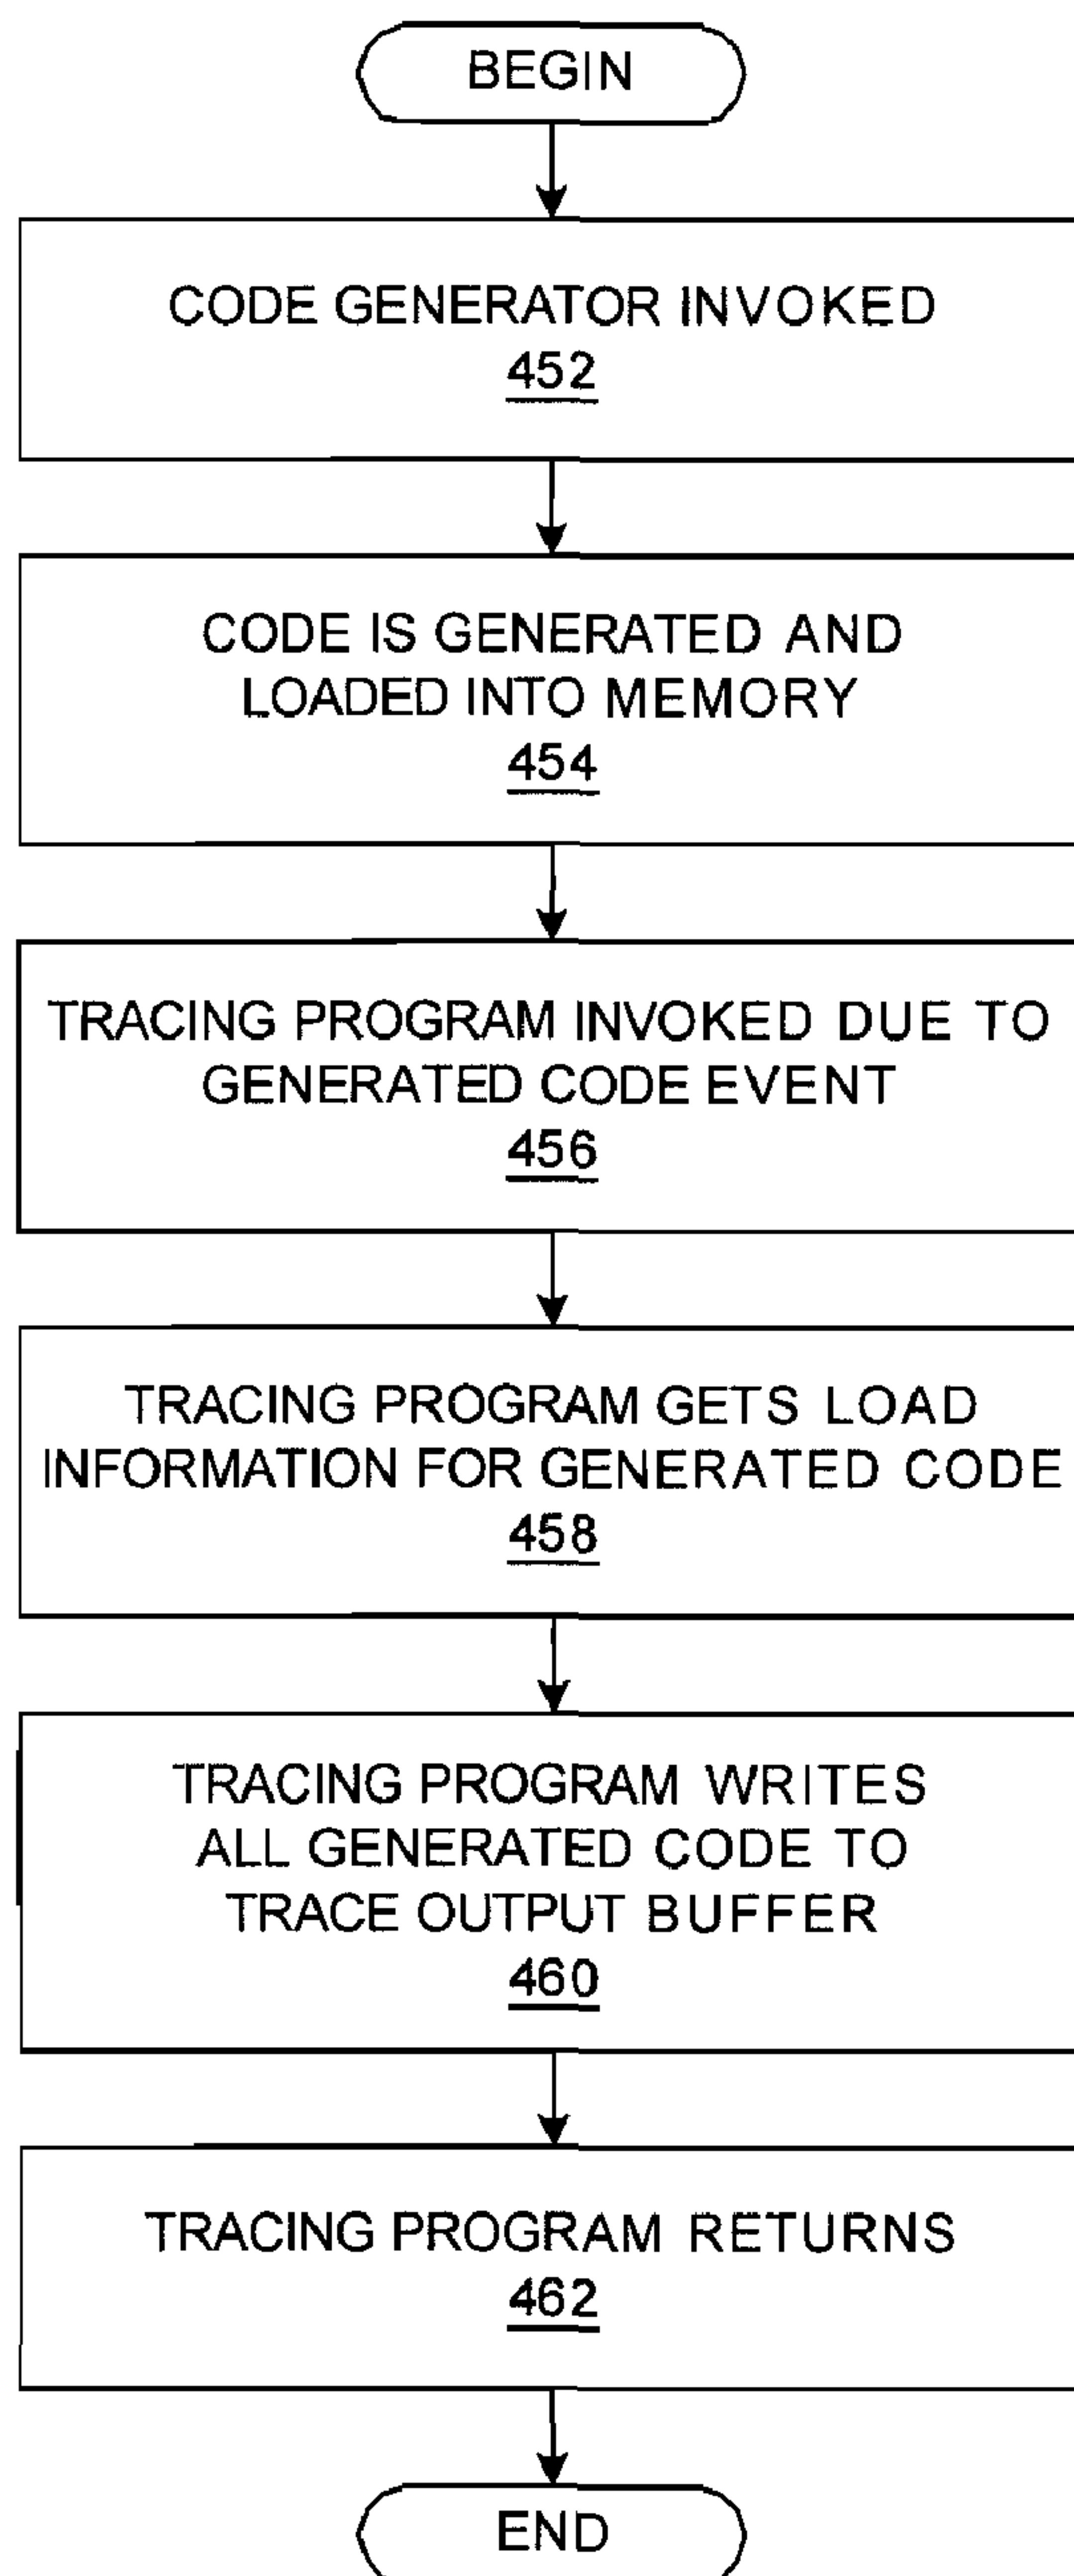 BEGIN
CODE GENERATOR INVOKED
452
CODE IS GENERATED AND
LOADED INTO MEMORY
454
TRACING PROGRAM INVOKED DUE TO
GENERATED CODE EVENT
456
TRACING PROGRAM GETS LOAD
INFORMATION FOR GENERATED CODE
458
TRACING PROGRAM WRITES
ALL GENERATED CODE TO
TRACE OUTPUT BUFFER
460
TRACING PROGRAM RETURNS
462
END